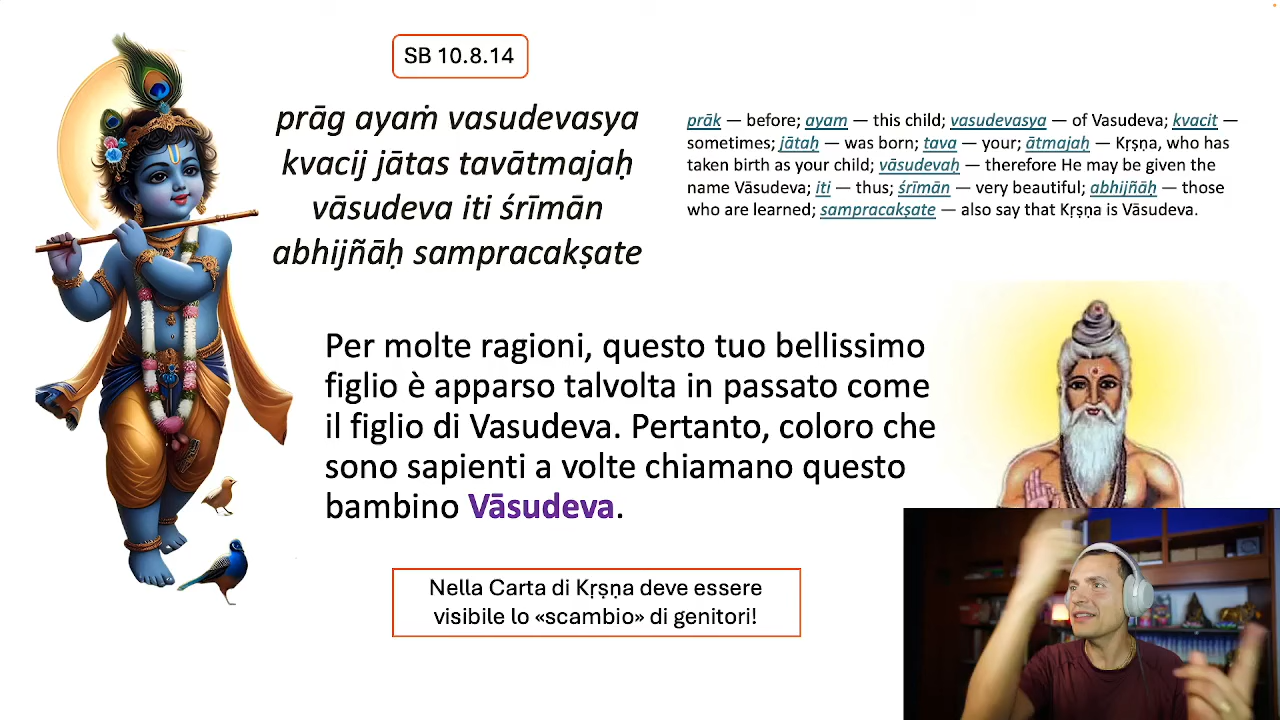 SB 10.8.14
prāg ayaṁ vasudevasya
kvacij jātas tavātmajaḥ
vāsudeva iti śrīmān
abhijñāḥ sampracakṣate
prāk — before; ayam — this child; vasudevasya — of Vasudeva; kvacit —
sometimes; jātaḥ — was born; tava — your; ātmajaḥ — Kṛṣṇa, who has
taken birth as your child; vāsudevaḥ — therefore He may be given the
name Vāsudeva; iti — thus; śrīmān — very beautiful; abhijñāḥ — those
who are learned; sampracakṣate — also say that Kṛṣṇa is Vāsudeva.
Per molte ragioni, questo tuo bellissimo
figlio è apparso talvolta in passato come
il figlio di Vasudeva. Pertanto, coloro che
sono sapienti a volte chiamano questo
bambino Vāsudeva.
Nella Carta di Kṛṣṇa deve essere
visibile lo «scambio» di genitori!